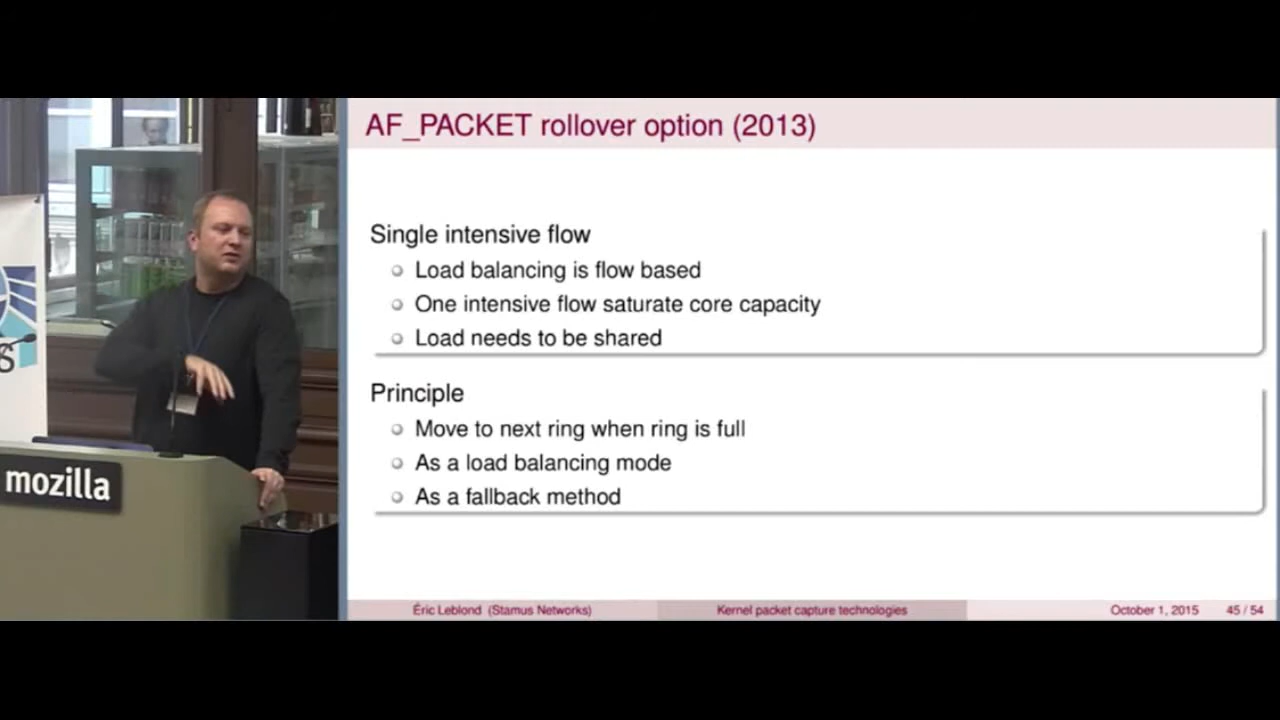 AF_PACKET rollover option (2013)
Single intensive flow
Load balancing is flow based
One intensive flow saturate core capacity
Load needs to be shared
Principle
Move to next ring when ring is full
As a load balancing mode
As a fallback method
Éric Leblond (Stamus Networks)
Kernel packet capture technologies
October 1, 2015
45 / 54
mozilla